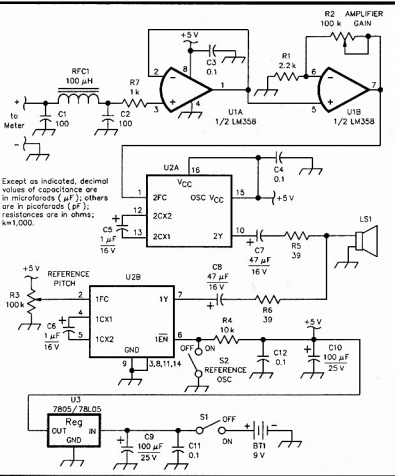 R2 AMPLIFIER
100 k GAIN
+5 V
C3
0.1
RFC1
100 µH
R7
1k
R1
2.2k
2
8
1
3
4
6
7
5
+
to
Meter
-
C1
100
C2
100
U1A
1/2 LM358
U1B
1/2 LM358
Except as indicated, decimal
values of capacitance are
in microfarads (µF); others
are in picofarads (pF);
resistances are in ohms;
k=1,000.
U2A
16
VCC
OSC VCC
15
C4
0.1
+5 V
1
2FC
12
2CX2
13
2CX1
2Y
10
C5
1 µF
16 V
C7
47 µF
16 V
R5
39
LS1
+5 V
REFERENCE
PITCH
R3
100k
U2B
2
1FC
4
1CX1
5
1CX2
C6
1 µF
16 V
1Y
7
C8
47 µF
16 V
R6
39
1EN
6
R4
10 k
GND
9
3,8,11,14
OFF
ON
S2
REFERENCE
OSC
C12
0.1
+5 V
C10
100 µF
25 V
U3
7805/78L05
Reg
OUT IN
GND
C9
100 µF
25 V
C11
0.1
S1
OFF
ON
BT1
9 V